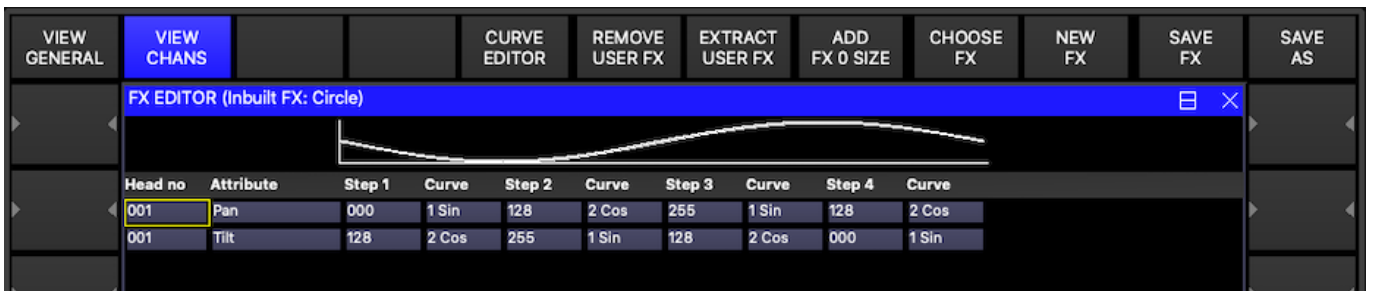 VIEW GENERAL
VIEW CHANS
CURVE EDITOR
REMOVE USER FX
EXTRACT USER FX
ADD FX 0 SIZE
CHOOSE FX
NEW FX
SAVE FX
SAVE AS
FX EDITOR (Inbuilt FX: Circle)
Head no Attribute Step 1 Curve Step 2 Curve Step 3 Curve Step 4 Curve
001 Pan 000 1 Sin 128 2 Cos 255 1 Sin 128 2 Cos
001 Tilt 128 2 Cos 255 1 Sin 128 2 Cos 000 1 Sin